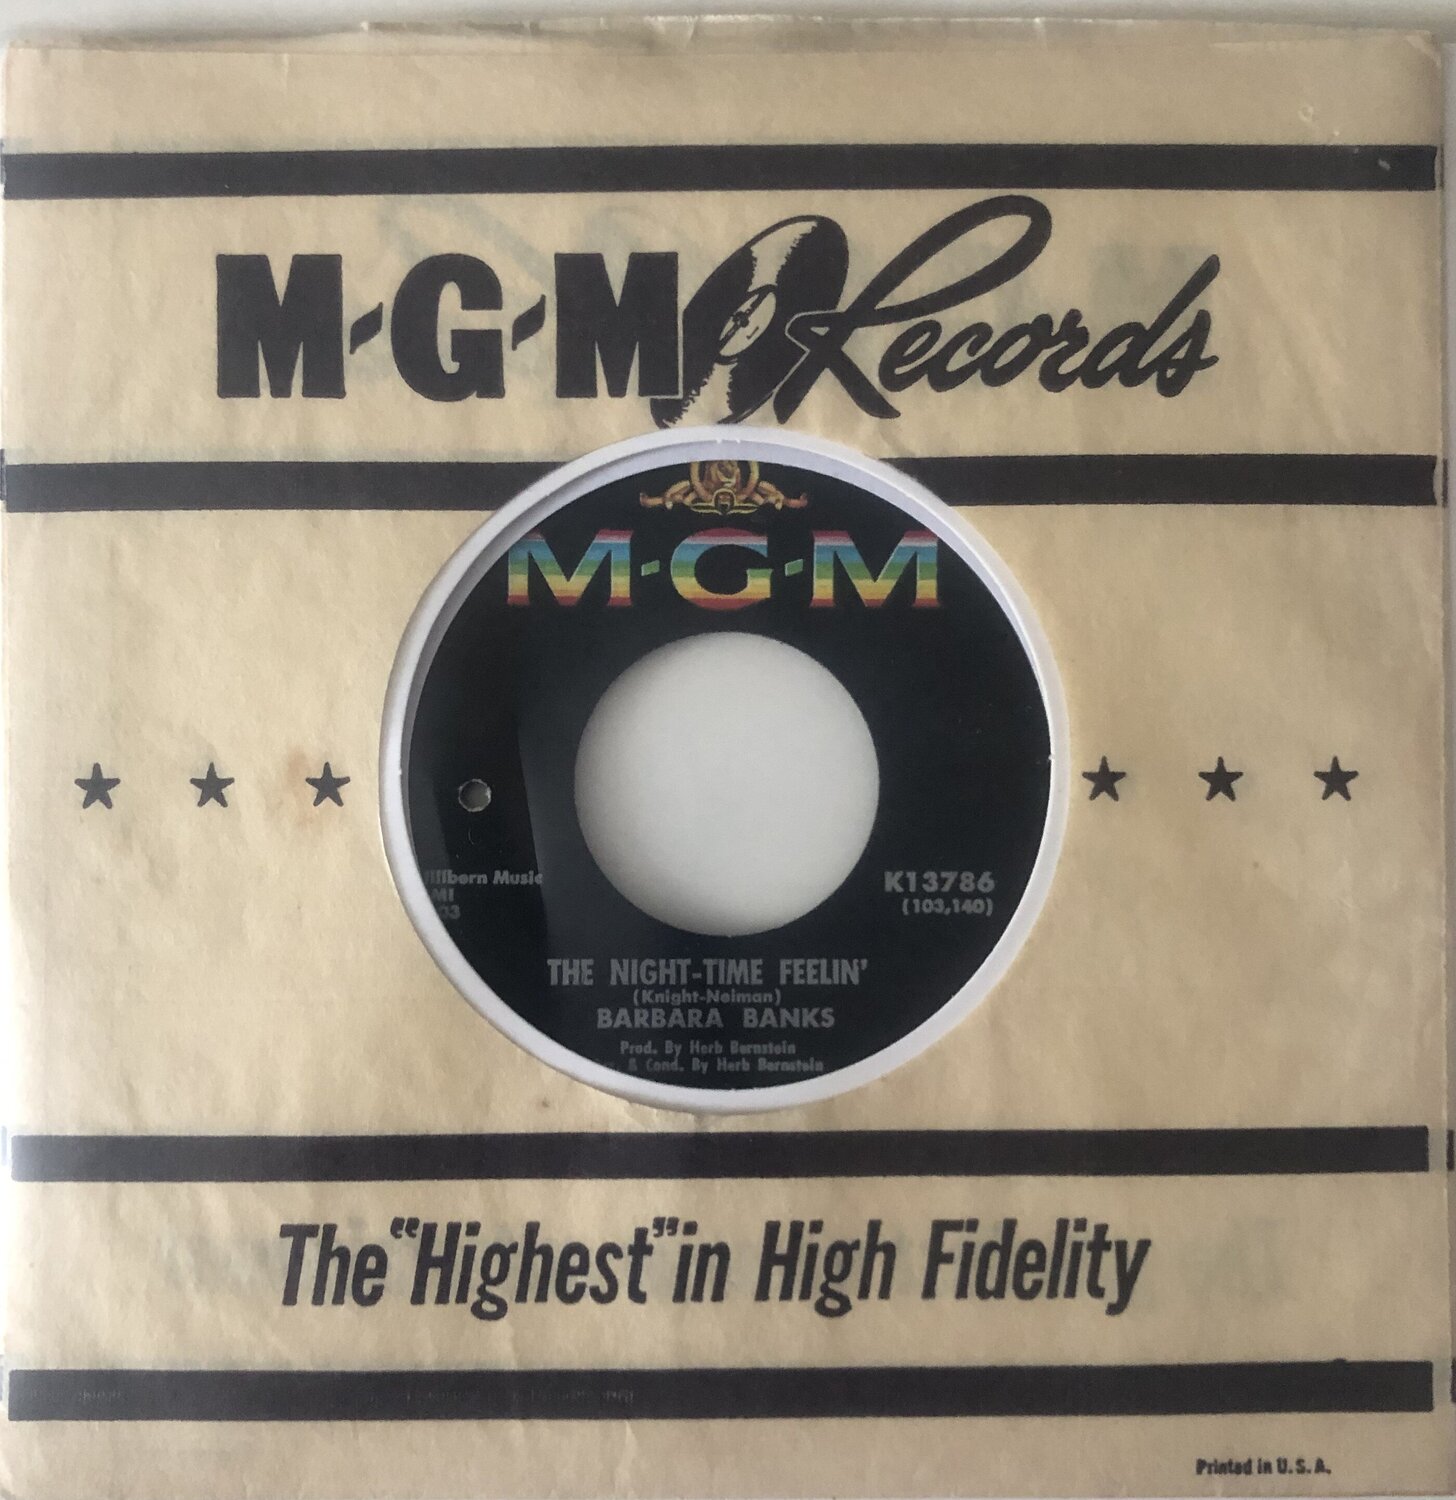 M-G-M Records
M-G-M
Music
K13786
(103,140)
THE NIGHT-TIME FEELIN'
(Knight-Neiman)
BARBARA BANKS
Prod. By Herb Bernstein
& Cond. By Herb Bernstein
The "Highest" in High Fidelity
Printed in U.S.A.